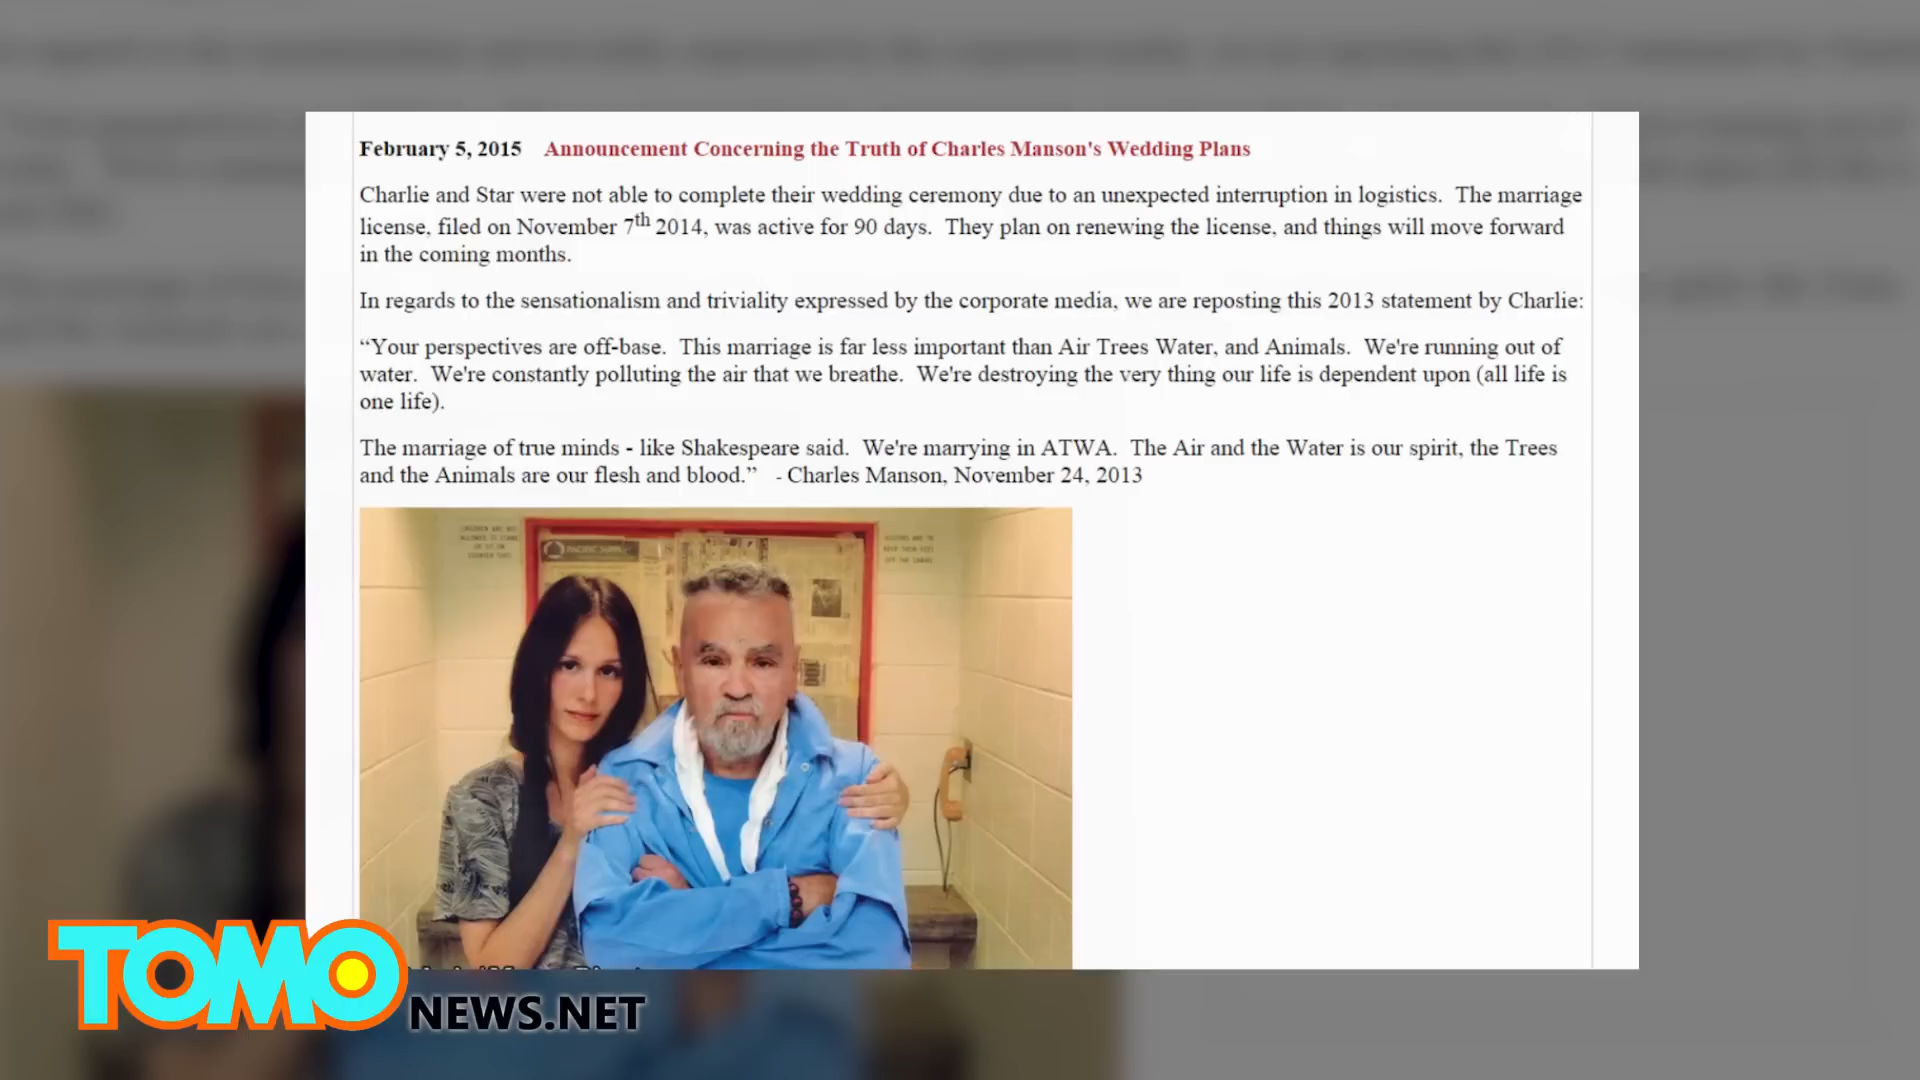 February 5, 2015 Announcement Concerning the Truth of Charles Manson's Wedding Plans
Charlie and Star were not able to complete their wedding ceremony due to an unexpected interruption in logistics. The marriage
license, filed on November 7th 2014, was active for 90 days. They plan on renewing the license, and things will move forward
in the coming months.
In regards to the sensationalism and triviality expressed by the corporate media, we are reposting this 2013 statement by Charlie:
“Your perspectives are off-base. This marriage is far less important than Air Trees Water, and Animals. We're running out of
water. We're constantly polluting the air that we breathe. We're destroying the very thing our life is dependent upon (all life is
one life).
The marriage of true minds - like Shakespeare said. We're marrying in ATWA. The Air and the Water is our spirit, the Trees
and the Animals are our flesh and blood.” - Charles Manson, November 24, 2013
TOMO
NEWS.NET